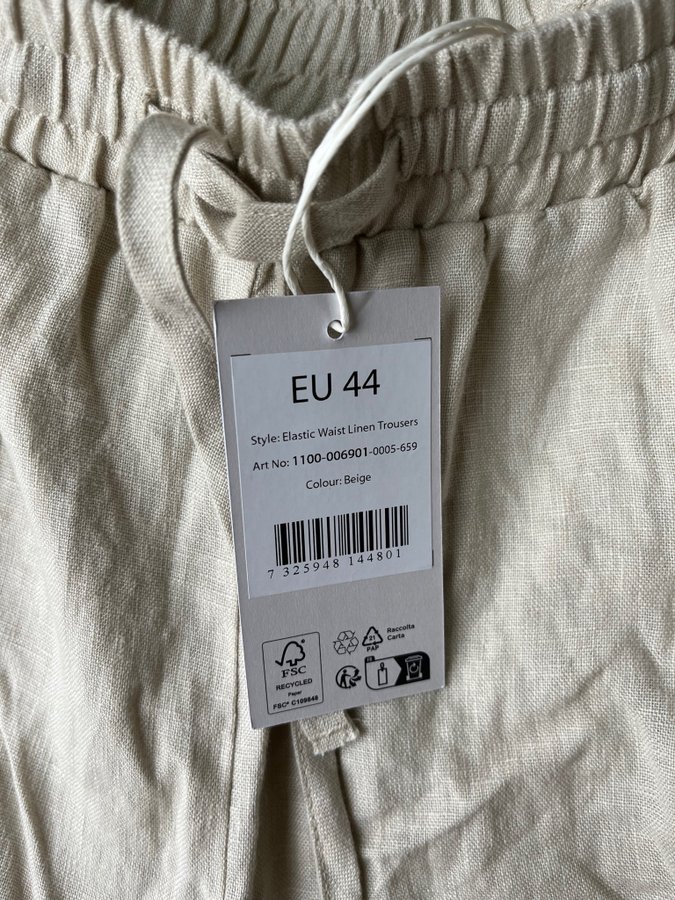 EU 44
Style: Elastic Waist Linen Trousers
Art No: 1100-006901-0005-659
Colour: Beige
7 325948 144801
FSC
RECYCLED
Paper
FSC® C109848
21
PAP
Raccolta
Carta